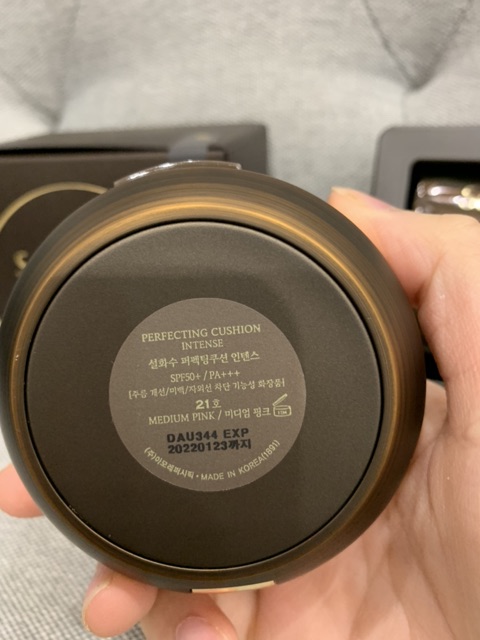 PERFECTING CUSHION
INTENSE
설화수 퍼펙팅쿠션 인텐스
SPF50+ / PA+++
[주름 개선/미백/자외선 차단 기능성 화장품]
21호
MEDIUM PINK / 미디엄 핑크
DAU344 EXP
20220123까지
(주)아모레퍼시픽 • MADE IN KOREA(1891)
S